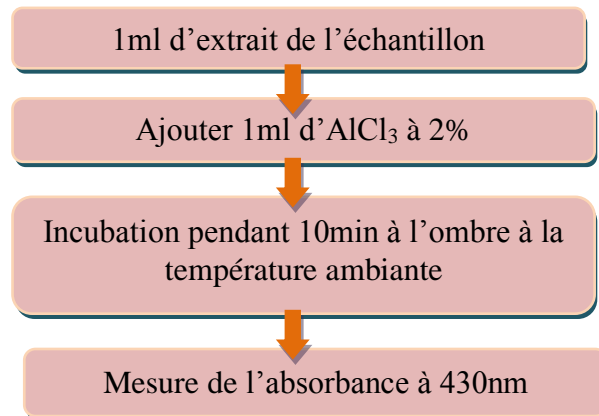 1ml d’extrait de l’échantillon
Ajouter 1ml d’AlCl₃ à 2%
Incubation pendant 10min à l’ombre à la
température ambiante
Mesure de l’absorbance à 430nm